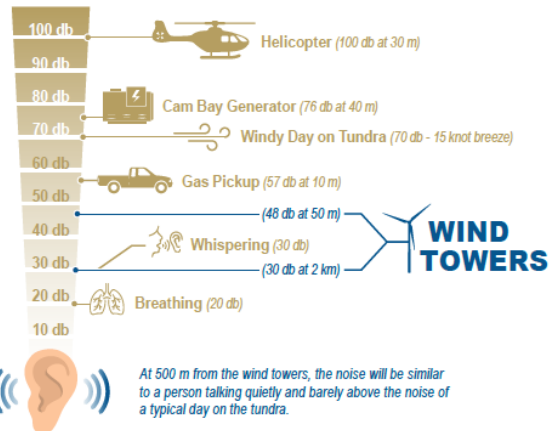 100 db
Helicopter (100 db at 30 m)
90 db
80 db
Cam Bay Generator (76 db at 40 m)
70 db
Windy Day on Tundra (70 db - 15 knot breeze)
60 db
Gas Pickup (57 db at 10 m)
50 db
(48 db at 50 m)
40 db
WIND
TOWERS
Whispering (30 db)
30 db
(30 db at 2 km)
20 db
Breathing (20 db)
10 db
At 500 m from the wind towers, the noise will be similar
to a person talking quietly and barely above the noise of
a typical day on the tundra.